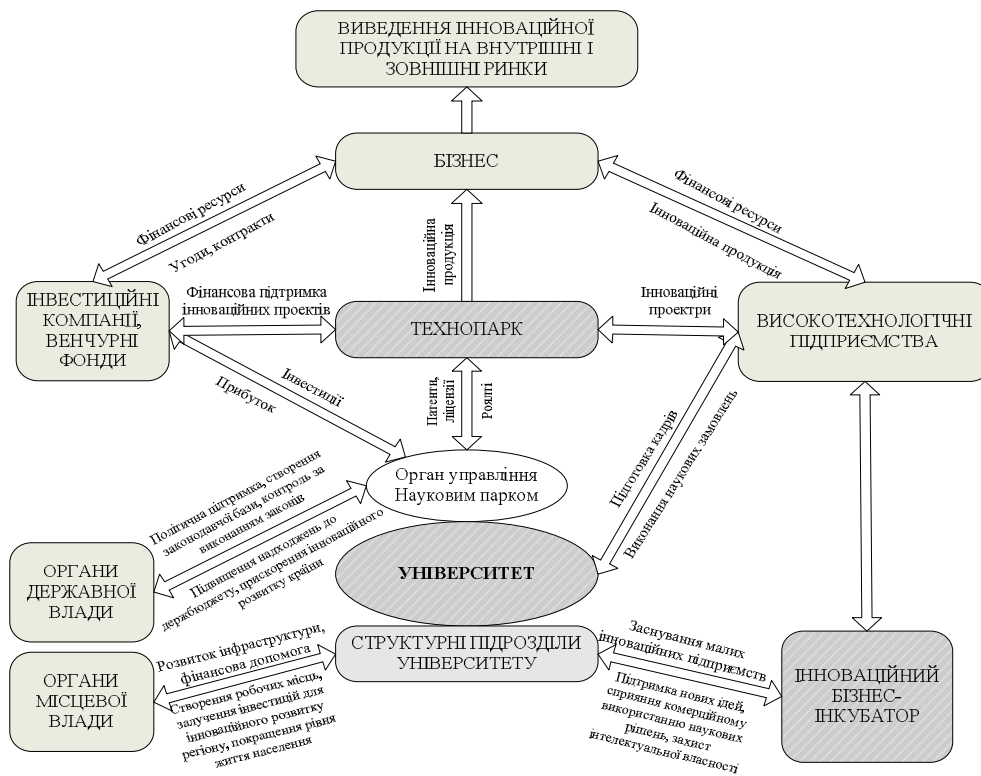 ВИВЕДЕННЯ ІННОВАЦІЙНОЇ
ПРОДУКЦІЇ НА ВНУТРІШНІ І
ЗОВНІШНІ РИНКИ
БІЗНЕС
Фінансові ресурси
Угоди, контракти
Інноваційна
продукція
Фінансові ресурси
Інноваційна продукція
ІНВЕСТИЦІЙНІ
КОМПАНІЇ,
ВЕНЧУРНІ
ФОНДИ
Фінансова підтримка
інноваційних проектів
ТЕХНОПАРК
Інноваційні
проектри
ВИСОКОТЕХНОЛОГІЧНІ
ПІДПРИЄМСТВА
Інвестиції
Прибуток
Патенти,
ліцензії
Роялті
Підготовка кадрів
Виконання наукових замовлень
Орган управління
Науковим парком
Політична підтримка, створення
законодавчої бази, контроль за
виконанням законів
Підвищення надходжень до
держбюджету, прискорення інноваційного
розвитку країни
ОРГАНИ
ДЕРЖАВНОЇ
ВЛАДИ
УНІВЕРСИТЕТ
СТРУКТУРНІ ПІДРОЗДІЛИ
УНІВЕРСИТЕТУ
ОРГАНИ
МІСЦЕВОЇ
ВЛАДИ
Розвиток інфраструктури,
фінансова допомога
Створення робочих місць,
залучення інвестицій для
інноваційного розвитку
регіону, покращення рівня
життя населення
Заснування малих
інноваційних підприємств
Підтримка нових ідей,
сприяння комерційному
використанню наукових
рішень, захист
інтелектуальної власності
ІННОВАЦІЙНИЙ
БІЗНЕС-
ІНКУБАТОР